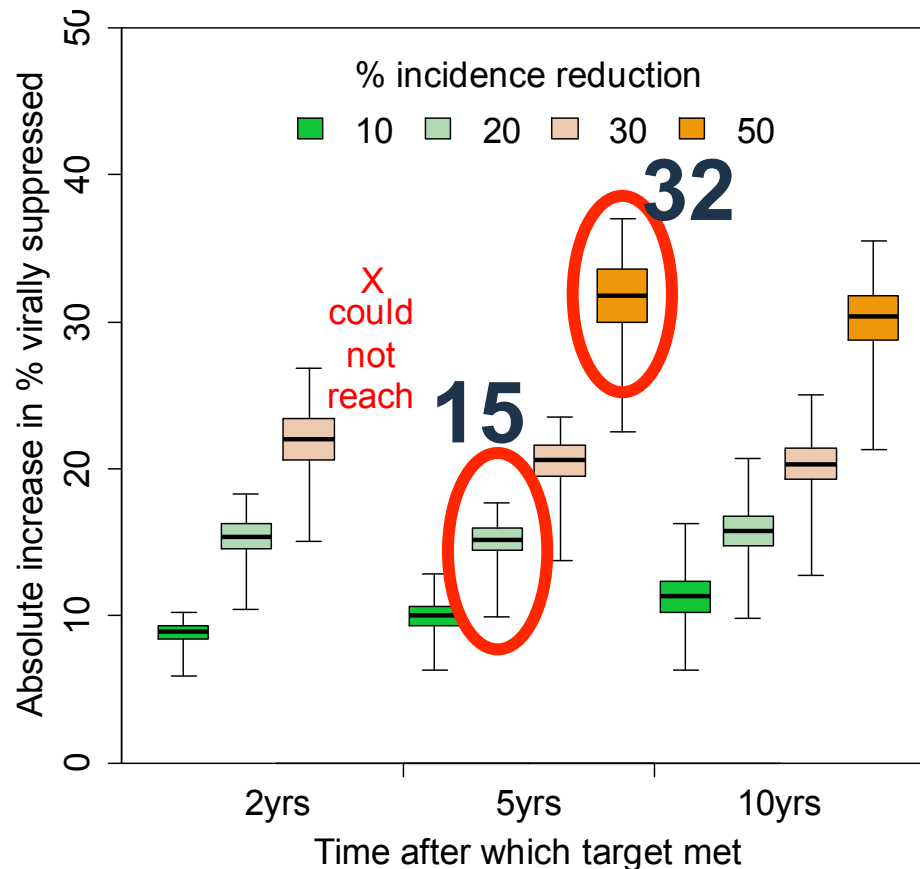 % incidence reduction
10 20 30 50
32
X
could
not
reach
15
50
40
30
20
10
0
Absolute increase in % virally suppressed
2yrs 5yrs 10yrs
Time after which target met